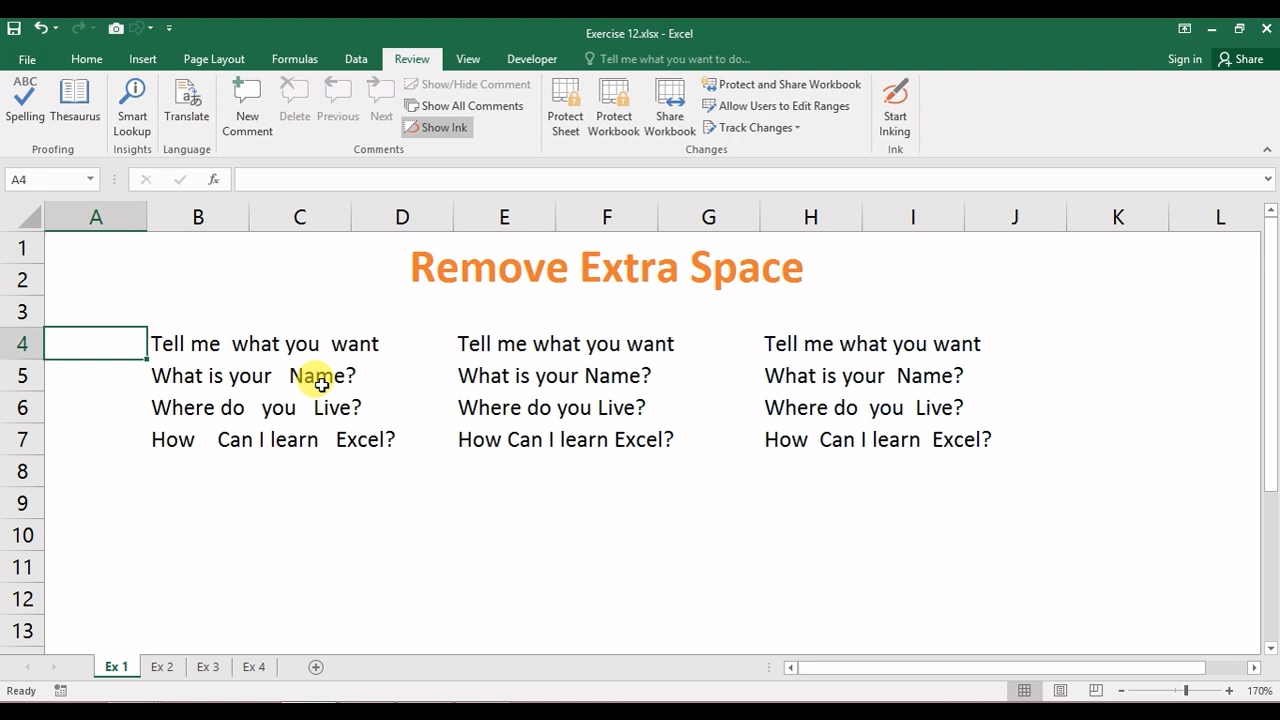 Exercise 12.xlsx - Excel
File Home Insert Page Layout Formulas Data Review View Developer Tell me what you want to do... Sign in Share
ABC
Spelling Thesaurus Smart Lookup Translate New Comment Delete Previous Next
Show/Hide Comment
Show All Comments
Show Ink
Protect Sheet Protect Workbook Share Workbook
Protect and Share Workbook
Allow Users to Edit Ranges
Track Changes
Start Inking
Proofing Insights Language Comments Changes Ink
A4 fx
A B C D E F G H I J K L
1
Remove Extra Space
2
3
4 Tell me  what you  want Tell me what you want Tell me what you want
5 What is your   Name? What is your Name? What is your  Name?
6 Where do   you   Live? Where do you Live? Where do  you  Live?
7 How    Can I learn   Excel? How Can I learn Excel? How  Can I learn  Excel?
8
9
10
11
12
13
Ex 1 Ex 2 Ex 3 Ex 4
Ready 170%